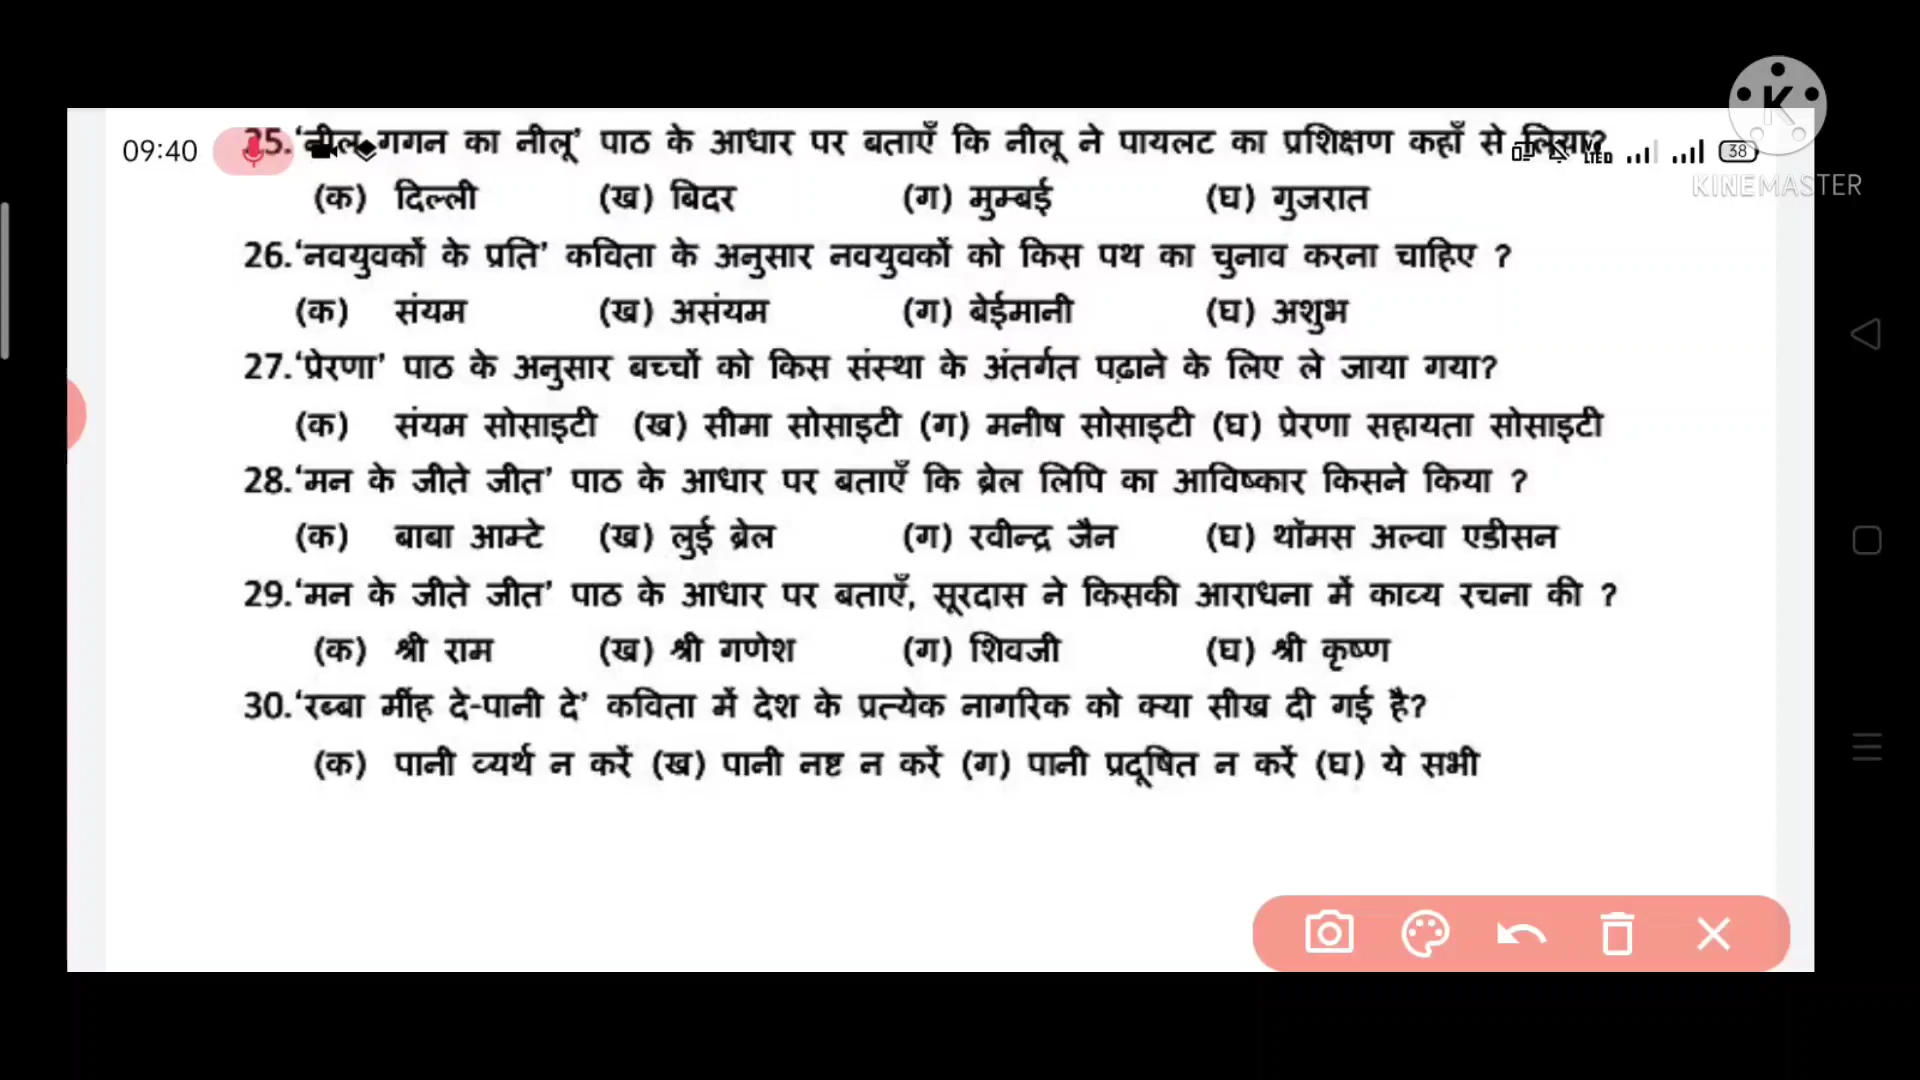 25. ‘नील गगन का नीलू’ पाठ के आधार पर बताएँ कि नीलू ने पायलट का प्रशिक्षण कहाँ से लिया?
09:40
38
KINEMASTER
(क) दिल्ली (ख) बिदर (ग) मुम्बई (घ) गुजरात
26. ‘नवयुवकों के प्रति’ कविता के अनुसार नवयुवकों को किस पथ का चुनाव करना चाहिए ?
(क) संयम (ख) असंयम (ग) बेईमानी (घ) अशुभ
27. ‘प्रेरणा’ पाठ के अनुसार बच्चों को किस संस्था के अंतर्गत पढ़ाने के लिए ले जाया गया?
(क) संयम सोसाइटी (ख) सीमा सोसाइटी (ग) मनीष सोसाइटी (घ) प्रेरणा सहायता सोसाइटी
28. ‘मन के जीते जीत’ पाठ के आधार पर बताएँ कि ब्रेल लिपि का आविष्कार किसने किया ?
(क) बाबा आम्टे (ख) लुई ब्रेल (ग) रवीन्द्र जैन (घ) थॉमस अल्वा एडीसन
29. ‘मन के जीते जीत’ पाठ के आधार पर बताएँ, सूरदास ने किसकी आराधना में काव्य रचना की ?
(क) श्री राम (ख) श्री गणेश (ग) शिवजी (घ) श्री कृष्ण
30. ‘रब्बा मींह दे-पानी दे’ कविता में देश के प्रत्येक नागरिक को क्या सीख दी गई है?
(क) पानी व्यर्थ न करें (ख) पानी नष्ट न करें (ग) पानी प्रदूषित न करें (घ) ये सभी